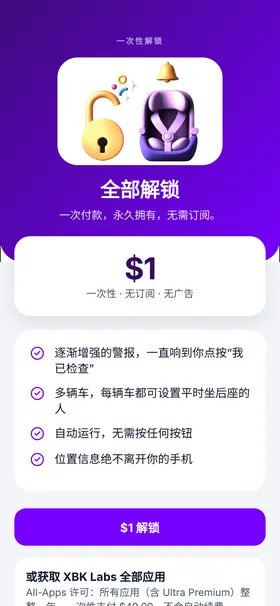 一次性解锁
全部解锁
一次付款，永久拥有，无需订阅。
$1
一次性 · 无订阅 · 无广告
逐渐增强的警报，一直响到你点按“我
已检查”
多辆车，每辆车都可设置平时坐后座的
人
自动运行，无需按任何按钮
位置信息绝不离开你的手机
$1 解锁
或获取 XBK Labs 全部应用
All-Apps 许可：所有应用（含 Ultra Premium）整